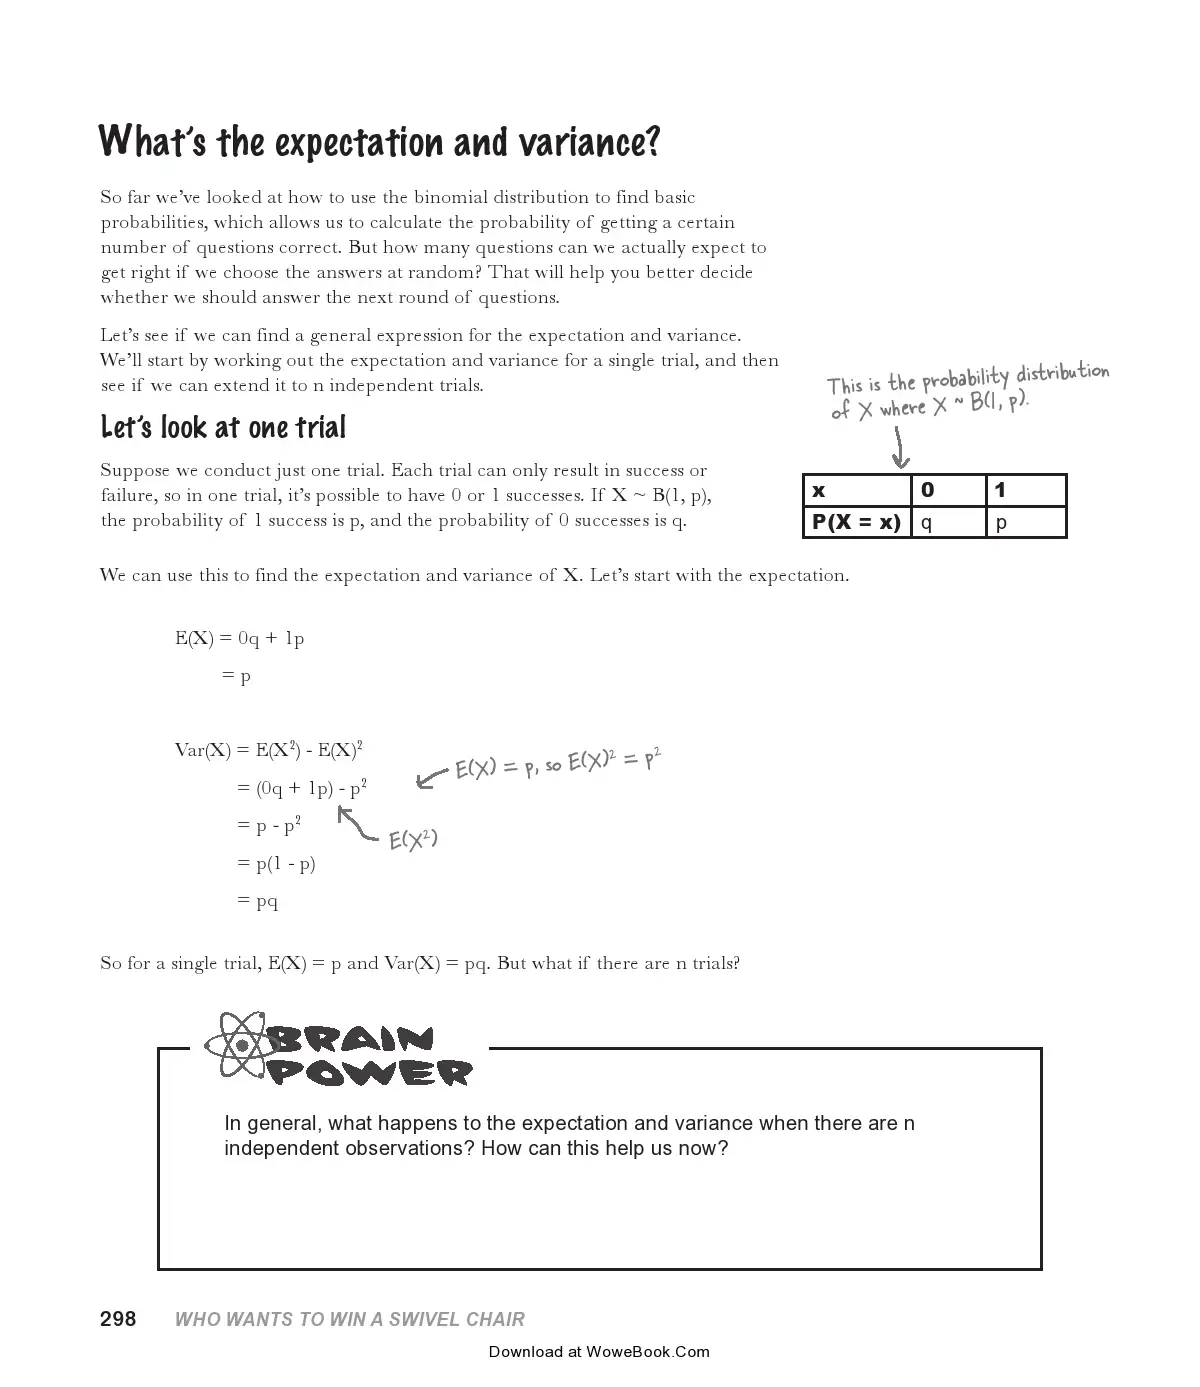 What's the expectation and variance?
So far we've looked at how to use the binomial distribution to find basic
probabilities, which allows us to calculate the probability of getting a certain
number of questions correct. But how many questions can we actually expect to
get right if we choose the answers at random? That will help you better decide
whether we should answer the next round of questions.
Let's see if we can find a general expression for the expectation and variance.
We'll start by working out the expectation and variance for a single trial, and then
see if we can extend it to n independent trials.
This is the probability distribution
of X where X ~ B(1, p).
Let's look at one trial
Suppose we conduct just one trial. Each trial can only result in success or
failure, so in one trial, it's possible to have 0 or 1 successes. If X ~ B(1, p),
the probability of 1 success is p, and the probability of 0 successes is q.
x 0 1
P(X = x) q p
We can use this to find the expectation and variance of X. Let's start with the expectation.
E(X) = 0q + 1p
= p
Var(X) = E(X²) - E(X)²
= (0q + 1p) - p²
E(X) = p, so E(X)² = p²
= p - p²
E(X²)
= p(1 - p)
= pq
So for a single trial, E(X) = p and Var(X) = pq. But what if there are n trials?
BRAIN
POWER
In general, what happens to the expectation and variance when there are n
independent observations? How can this help us now?
298 WHO WANTS TO WIN A SWIVEL CHAIR
Download at WoweBook.Com